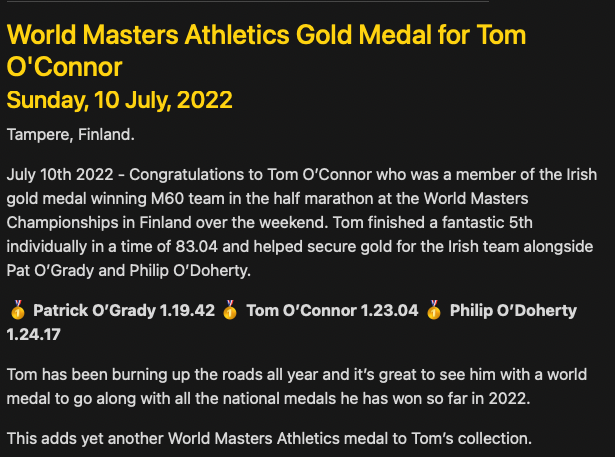 World Masters Athletics Gold Medal for Tom
O'Connor
Sunday, 10 July, 2022
Tampere, Finland.
July 10th 2022 - Congratulations to Tom O’Connor who was a member of the Irish
gold medal winning M60 team in the half marathon at the World Masters
Championships in Finland over the weekend. Tom finished a fantastic 5th
individually in a time of 83.04 and helped secure gold for the Irish team alongside
Pat O’Grady and Philip O’Doherty.
🥇 Patrick O’Grady 1.19.42 🥇 Tom O’Connor 1.23.04 🥇 Philip O’Doherty
1.24.17
Tom has been burning up the roads all year and it’s great to see him with a world
medal to go along with all the national medals he has won so far in 2022.
This adds yet another World Masters Athletics medal to Tom’s collection.